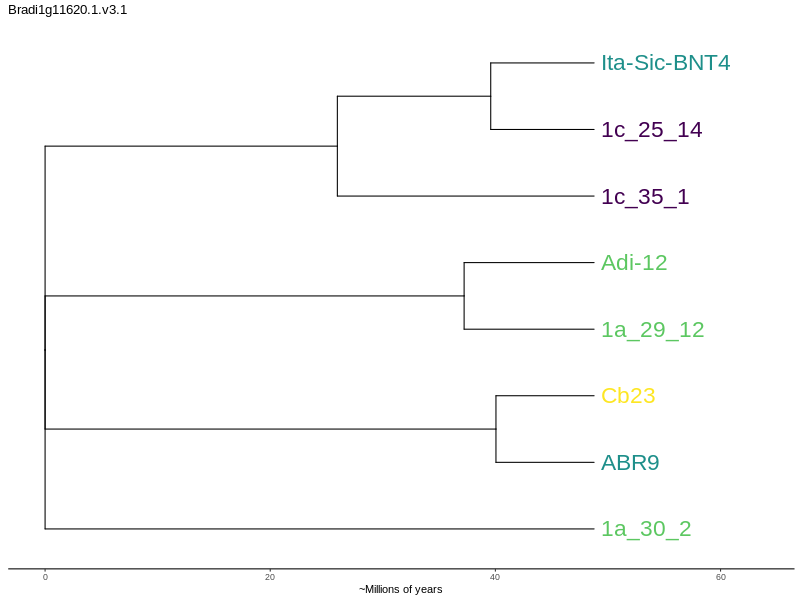 Bradi1g11620.1.v3.1
Ita-Sic-BNT4
1c_25_14
1c_35_1
Adi-12
1a_29_12
Cb23
ABR9
1a_30_2
0 20 40 60
~Millions of years